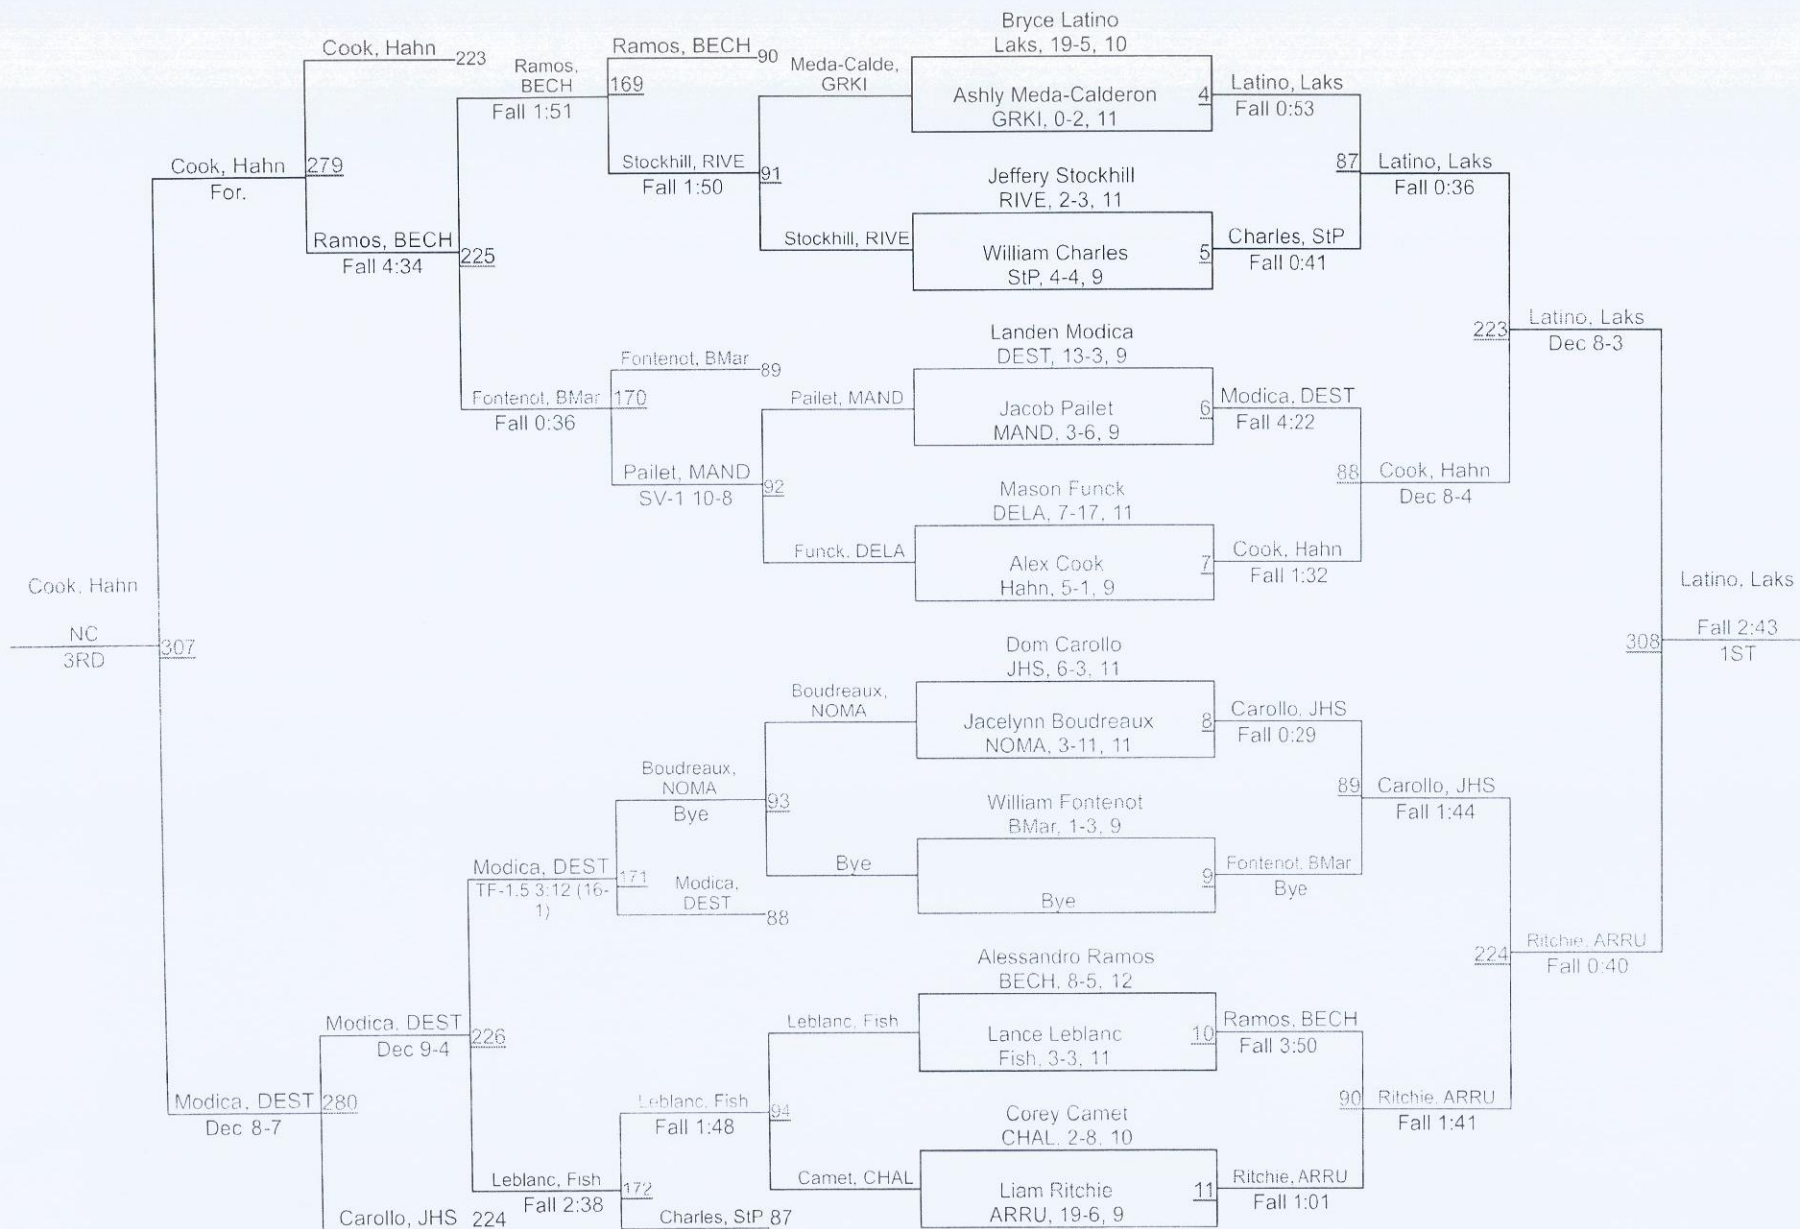 Bryce Latino
Laks, 19-5, 10
Cook, Hahn
223
Ramos, BECH
90
Ramos,
BECH
Fall 1:51
169
Meda-Calde,
GRKI
Ashly Meda-Calderon
GRKI, 0-2, 11
4
Latino, Laks
Fall 0:53
Cook, Hahn
For.
279
Stockhill, RIVE
Fall 1:50
91
Jeffery Stockhill
RIVE, 2-3, 11
87
Latino, Laks
Fall 0:36
Ramos, BECH
Fall 4:34
225
Stockhill, RIVE
William Charles
StP, 4-4, 9
5
Charles, StP
Fall 0:41
Landen Modica
DEST, 13-3, 9
223
Latino, Laks
Dec 8-3
Fontenot, BMar
89
Fontenot, BMar
Fall 0:36
170
Pailet, MAND
Jacob Pailet
MAND, 3-6, 9
6
Modica, DEST
Fall 4:22
Pailet, MAND
SV-1 10-8
92
Mason Funck
DELA, 7-17, 11
88
Cook, Hahn
Dec 8-4
Funck, DELA
Alex Cook
Hahn, 5-1, 9
7
Cook, Hahn
Fall 1:32
Cook, Hahn
NC
3RD
307
Latino, Laks
Fall 2:43
1ST
308
Dom Carollo
JHS, 6-3, 11
Boudreaux,
NOMA
Jacelynn Boudreaux
NOMA, 3-11, 11
8
Carollo, JHS
Fall 0:29
Boudreaux,
NOMA
Bye
93
William Fontenot
BMar, 1-3, 9
89
Carollo, JHS
Fall 1:44
Modica, DEST
TF-1.5 3:12 (16-
1)
171
Modica,
DEST
88
Bye
Bye
9
Fontenot, BMar
Bye
Alessandro Ramos
BECH, 8-5, 12
224
Ritchie, ARRU
Fall 0:40
Modica, DEST
Dec 9-4
226
Leblanc, Fish
Lance Leblanc
Fish, 3-3, 11
10
Ramos, BECH
Fall 3:50
Modica, DEST
Dec 8-7
280
Leblanc, Fish
Fall 1:48
94
Corey Camet
CHAL, 2-8, 10
90
Ritchie, ARRU
Fall 1:41
Leblanc, Fish
Fall 2:38
172
Camet, CHAL
Liam Ritchie
ARRU, 19-6, 9
11
Ritchie, ARRU
Fall 1:01
Carollo, JHS
224
Charles, StP
87